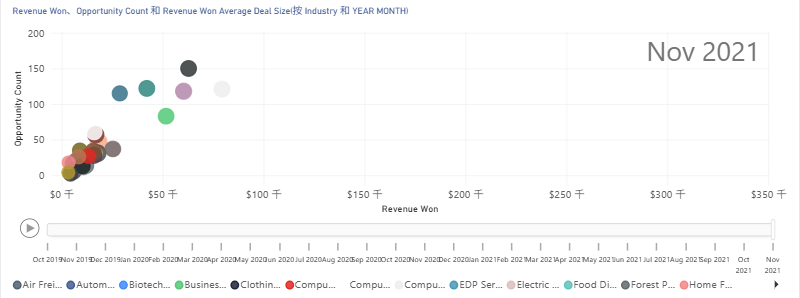 Revenue Won、Opportunity Count 和 Revenue Won Average Deal Size(按 Industry 和 YEAR MONTH)
Nov 2021
Opportunity Count
200
150
100
50
0
$0 千 $50 千 $100 千 $150 千 $200 千 $250 千 $300 千 $350 千
Revenue Won
Oct 2019 Nov 2019 Dec 2019 Jan 2020 Feb 2020 Mar 2020 Apr 2020 May 2020 Jun 2020 Jul 2020 Aug 2020 Sep 2020 Oct 2020 Nov 2020 Dec 2020 Jan 2021 Feb 2021 Mar 2021 Apr 2021 May 2021 Jun 2021 Jul 2021 Aug 2021 Sep 2021 Oct 2021 Nov 2021
Air Frei... Autom... Biotech... Busines... Clothin... Compu... Compu... Compu... EDP Ser... Electric ... Food Di... Forest P... Home F...